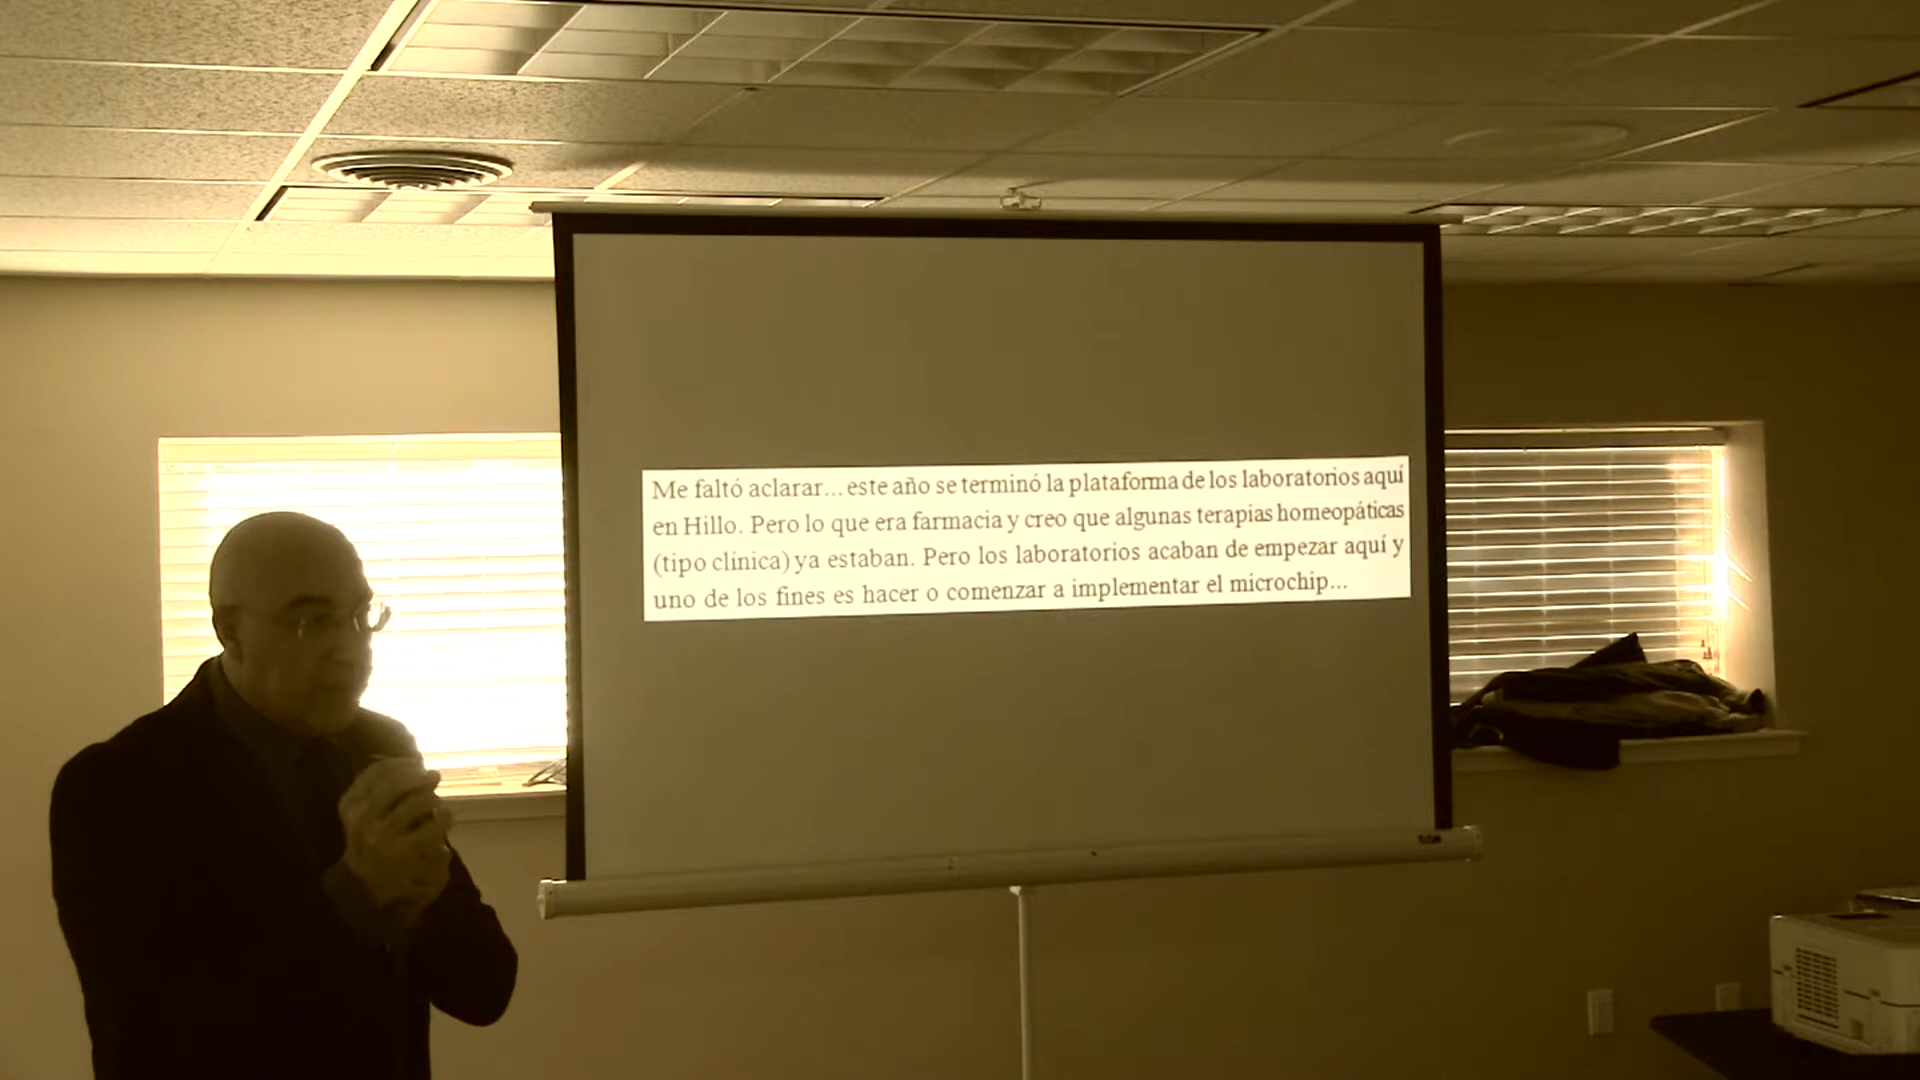 Me faltó aclarar... este año se terminó la plataforma de los laboratorios aquí
en Hillo. Pero lo que era farmacia y creo que algunas terapias homeopáticas
(tipo clínica) ya estaban. Pero los laboratorios acaban de empezar aquí y
uno de los fines es hacer o comenzar a implementar el microchip...